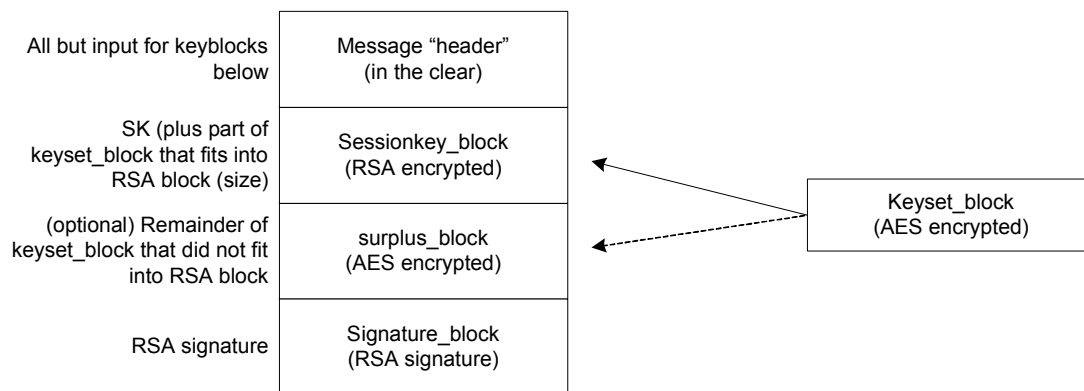 All but input for keyblocks
below
Message “header”
(in the clear)
SK (plus part of
keyset_block that fits into
RSA block (size)
Sessionkey_block
(RSA encrypted)
(optional) Remainder of
keyset_block that did not fit
into RSA block
surplus_block
(AES encrypted)
Keyset_block
(AES encrypted)
RSA signature
Signature_block
(RSA signature)